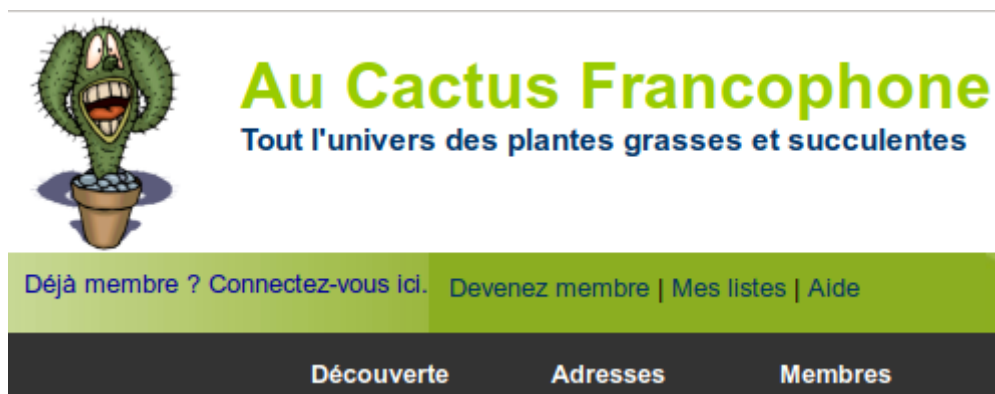 Au Cactus Francophone
Tout l'univers des plantes grasses et succulentes
Déjà membre ? Connectez-vous ici.
Devenez membre | Mes listes | Aide
Découverte Adresses Membres